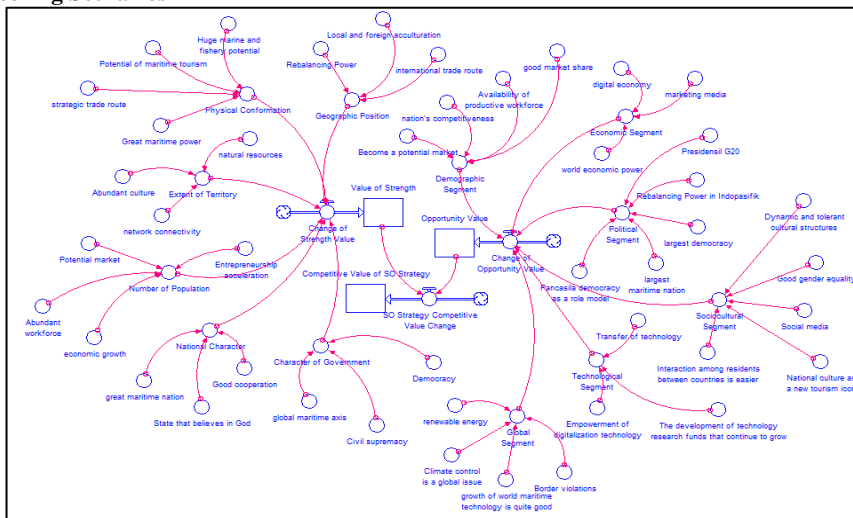 Huge marine and
fishery potential
Potential of maritime tourism
strategic trade route
Great maritime power
Physical Conformation
Local and foreign acculturation
Rebalancing Power
international trade route
Geographic Position
good market share
Availability of
productive workforce
nation's competitiveness
Become a potential market
Demographic
Segment
digital economy
marketing media
Economic Segment
world economic power
Presidensil G20
Rebalancing Power in Indopasifik
largest democracy
largest
maritime nation
Pancasila democracy
as a role model
Political
Segment
Dynamic and tolerant
cultural structures
Good gender equality
Social media
National culture as
a new tourism icon
Interaction among residents
between countries is easier
Sociocultural
Segment
natural resources
Abundant culture
Extent of Territory
network connectivity
Value of Strength
Change of
Strength Value
Opportunity Value
Change of
Opportunity Value
Competitive Value of SO Strategy
SO Strategy Competitive
Value Change
Potential market
Entrepreneurship
acceleration
Number of Population
Abundant
workforce
economic growth
National Character
great maritime nation
Good cooperation
State that believes in God
Character of Government
Democracy
global maritime axis
Civil supremacy
Transfer of technology
Technological
Segment
Empowerment of
digitalization technology
The development of technology
research funds that continue to grow
renewable energy
Global
Segment
Climate control
is a global issue
growth of world maritime
technology is quite good
Border violations